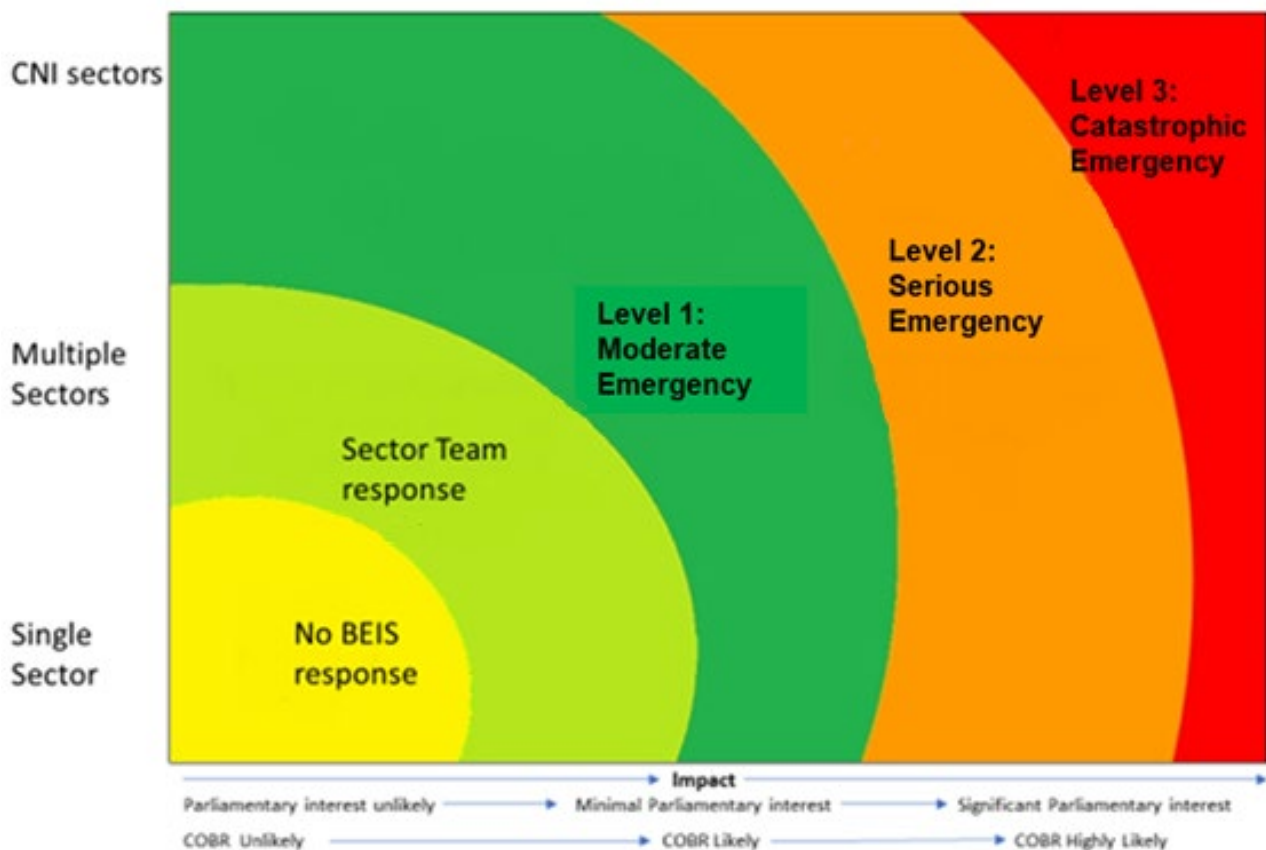 CNI sectors
Level 3:
Catastrophic
Emergency
Level 2:
Serious
Emergency
Level 1:
Moderate
Emergency
Multiple
Sectors
Sector Team
response
Single
Sector
No BEIS
response
Impact
Parliamentary interest unlikely
Minimal Parliamentary interest
Significant Parliamentary interest
COBR Unlikely
COBR Likely
COBR Highly Likely